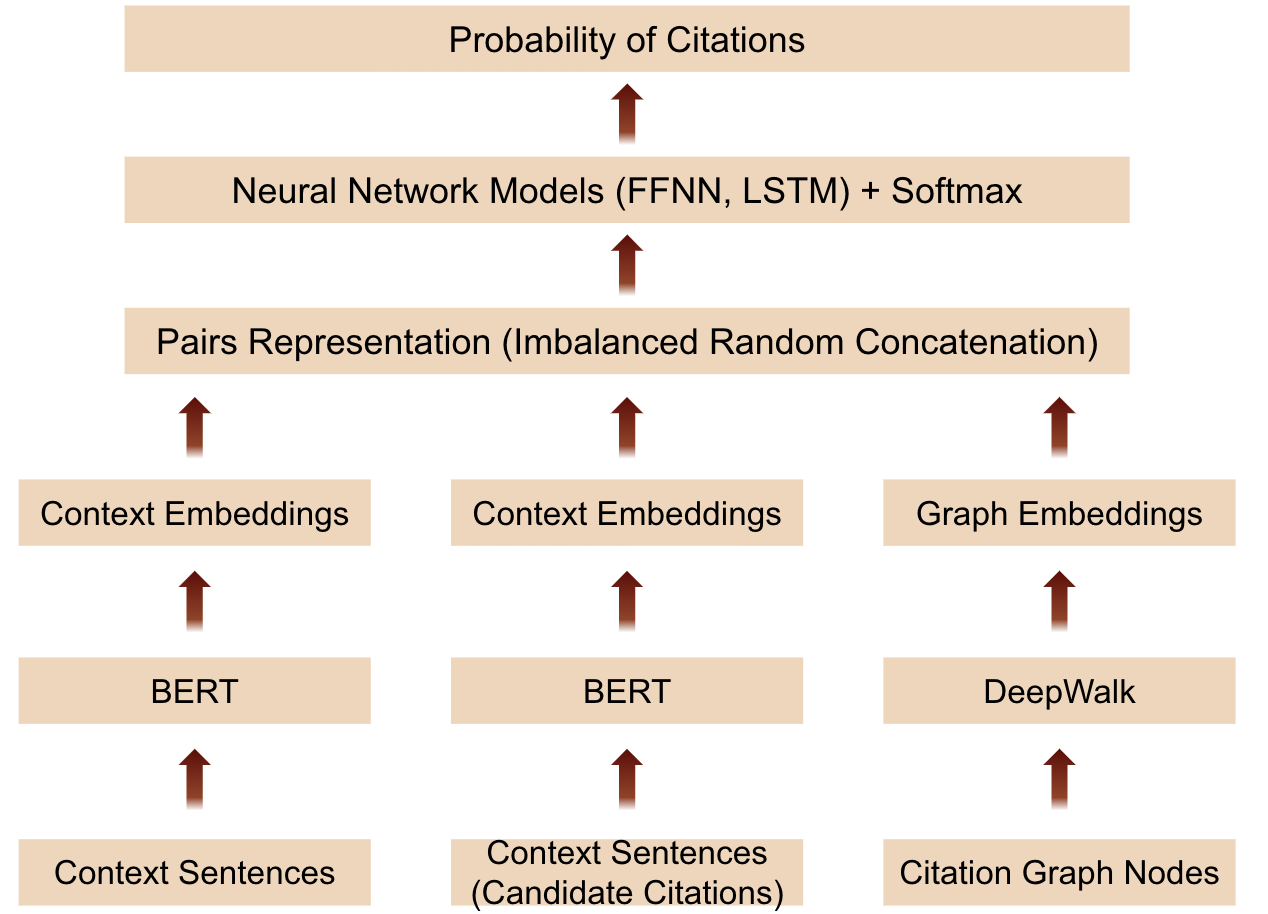 Probability of Citations
Neural Network Models (FFNN, LSTM) + Softmax
Pairs Representation (Imbalanced Random Concatenation)
Context Embeddings
Context Embeddings
Graph Embeddings
BERT
BERT
DeepWalk
Context Sentences
Context Sentences
(Candidate Citations)
Citation Graph Nodes